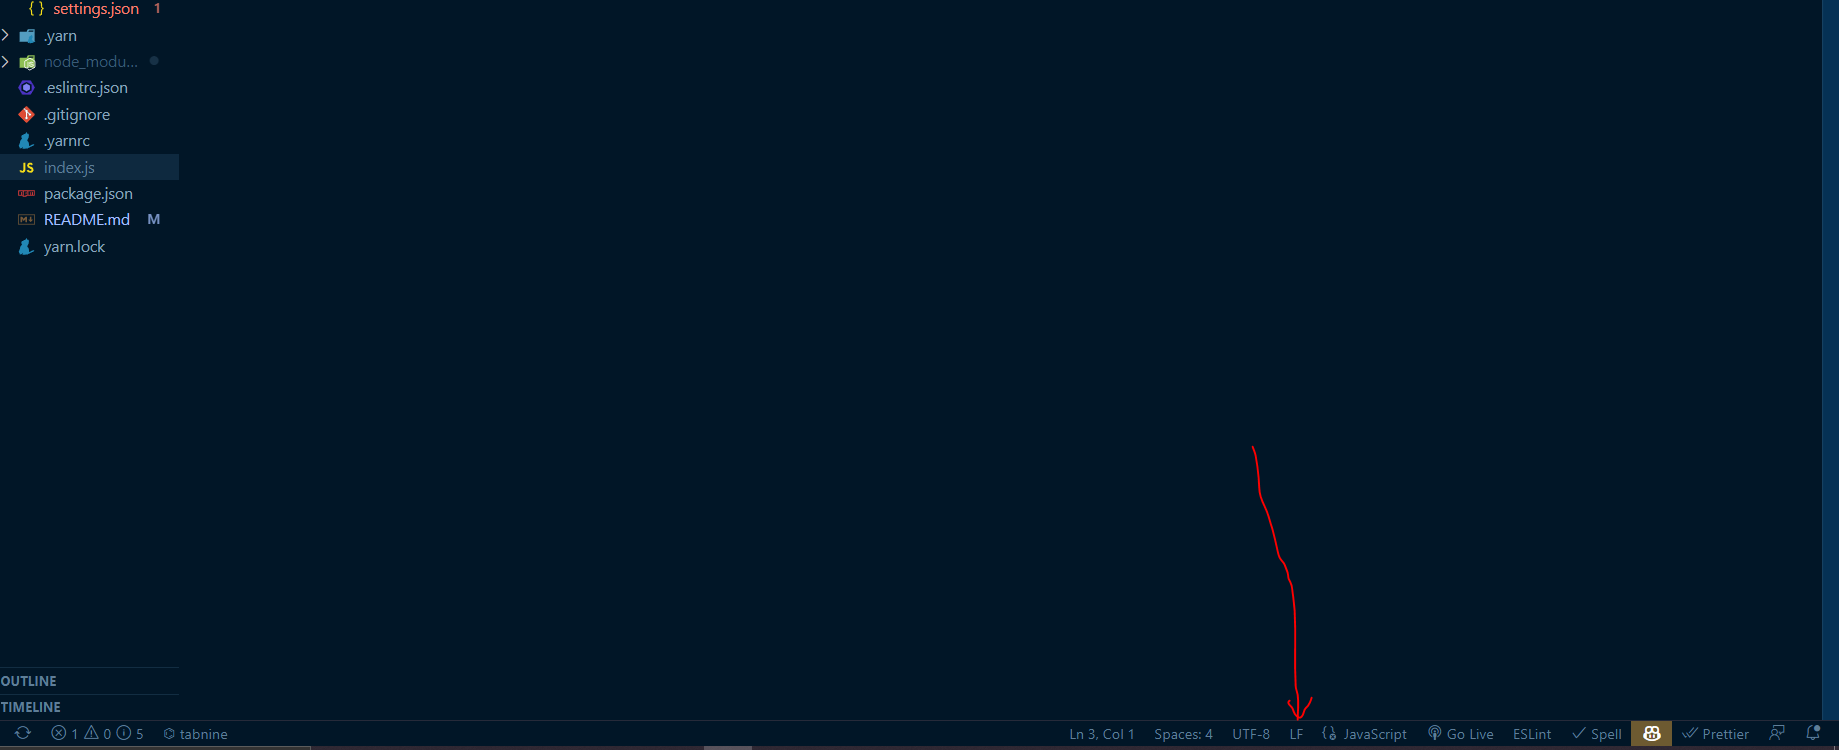 settings.json 1
.yarn
node_modu...
.eslintrc.json
.gitignore
.yarnrc
JS index.js
package.json
README.md M
yarn.lock
OUTLINE
TIMELINE
1 0 5 tabnine Ln 3, Col 1 Spaces: 4 UTF-8 LF {} JavaScript Go Live ESLint Spell Prettier